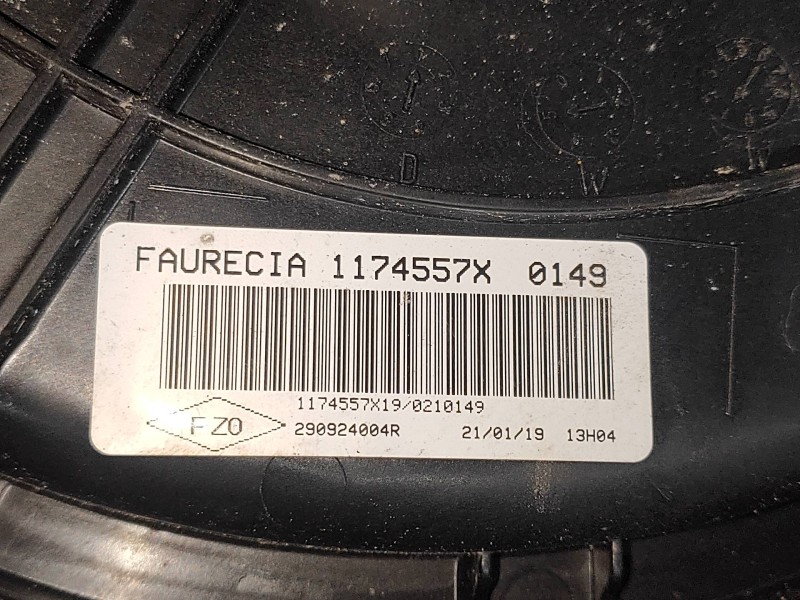 D
W
W
FAURECIA 1174557X 0149
1174557X19/0210149
FZO
290924004R 21/01/19 13H04